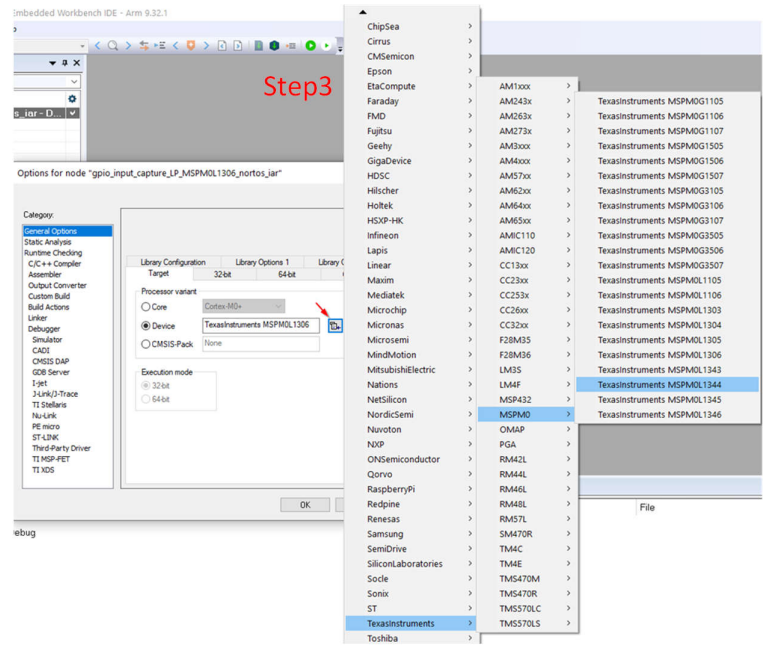 Embedded Workbench IDE - Arm 9.32.1
Step3
s_iar - D...
Options for node "gpio_input_capture_LP_MSPM0L1306_nortos_iar"
Category:
General Options
Static Analysis
Runtime Checking
C/C++ Compiler
Assembler
Output Converter
Custom Build
Build Actions
Linker
Debugger
Simulator
CADI
CMSIS DAP
GDB Server
I-jet
J-Link/J-Trace
TI Stellaris
Nu-Link
PE micro
ST-LINK
Third-Party Driver
TI MSP-FET
TI XDS
Library Configuration Library Options 1 Library O
Target 32-bit 64-bit
Processor variant
Core Cortex-M0+
Device TexasInstruments MSPM0L1306
CMSIS-Pack None
Execution mode
32-bit
64-bit
OK
ebug
File
ChipSea
Cirrus
CMSemicon
Epson
EtaCompute
Faraday
FMD
Fujitsu
Geehy
GigaDevice
HDSC
Hilscher
Holtek
HSXP-HK
Infineon
Lapis
Linear
Maxim
Mediatek
Microchip
Micronas
Microsemi
MindMotion
MitsubishiElectric
Nations
NetSilicon
NordicSemi
Nuvoton
NXP
ONSemiconductor
Qorvo
RaspberryPi
Redpine
Renesas
Samsung
SemiDrive
SiliconLaboratories
Socle
Sonix
ST
TexasInstruments
Toshiba
AM1xxx
AM243x
AM263x
AM273x
AM3xxx
AM4xxx
AM57xx
AM62xx
AM64xx
AM65xx
AMIC110
AMIC120
CC13xx
CC23xx
CC253x
CC26xx
CC32xx
F28M35
F28M36
LM3S
LM4F
MSP432
MSPM0
OMAP
PGA
RM42L
RM44L
RM46L
RM48L
RM57L
SM470R
TM4C
TM4E
TMS470M
TMS470R
TMS570LC
TMS570LS
TexasInstruments MSPM0G1105
TexasInstruments MSPM0G1106
TexasInstruments MSPM0G1107
TexasInstruments MSPM0G1505
TexasInstruments MSPM0G1506
TexasInstruments MSPM0G1507
TexasInstruments MSPM0G3105
TexasInstruments MSPM0G3106
TexasInstruments MSPM0G3107
TexasInstruments MSPM0G3505
TexasInstruments MSPM0G3506
TexasInstruments MSPM0G3507
TexasInstruments MSPM0L1105
TexasInstruments MSPM0L1106
TexasInstruments MSPM0L1303
TexasInstruments MSPM0L1304
TexasInstruments MSPM0L1305
TexasInstruments MSPM0L1306
TexasInstruments MSPM0L1343
TexasInstruments MSPM0L1344
TexasInstruments MSPM0L1345
TexasInstruments MSPM0L1346